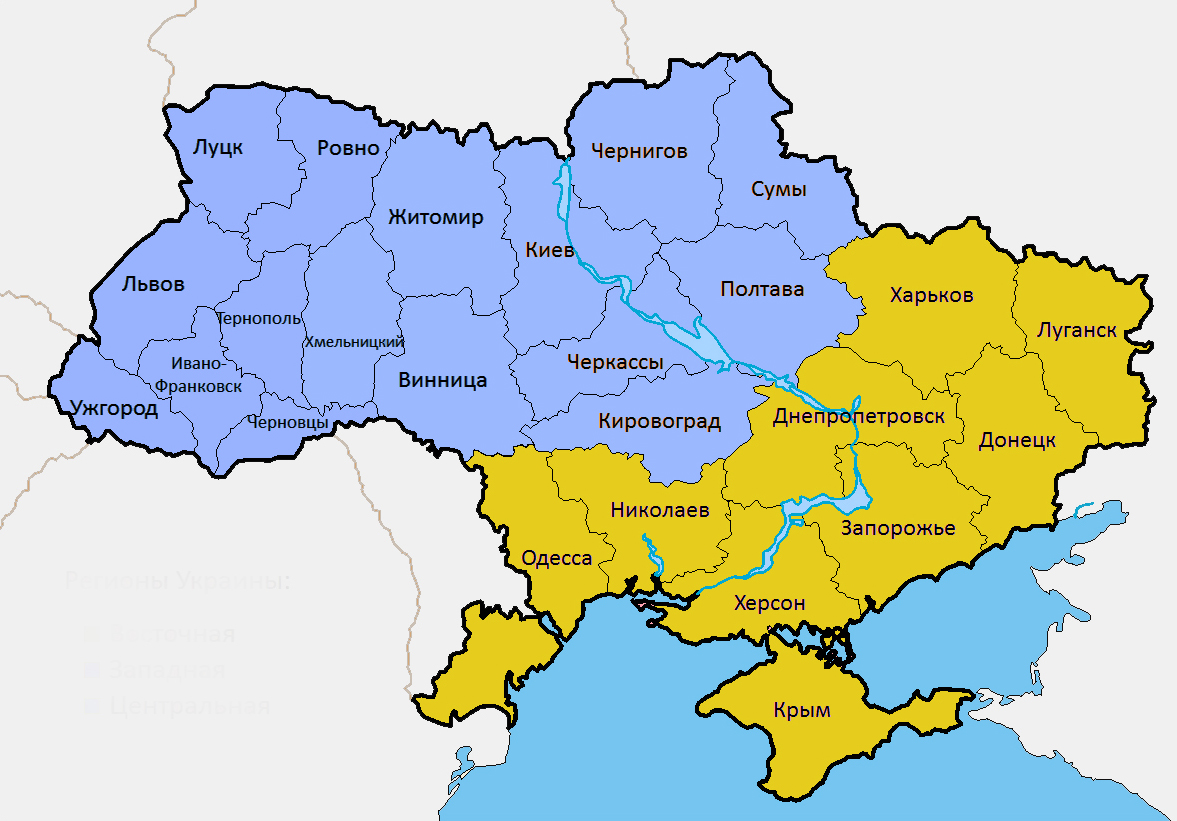 Луцк
Ровно
Чернигов
Сумы
Житомир
Киев
Львов
Тернополь
Хмельницкий
Полтава
Харьков
Луганск
Ивано-
Франковск
Черкассы
Винница
Ужгород
Черновцы
Кировоград
Днепропетровск
Донецк
Николаев
Запорожье
Одесса
Херсон
Крым
Регионы Украины:
Восточная
Западная
Центральная